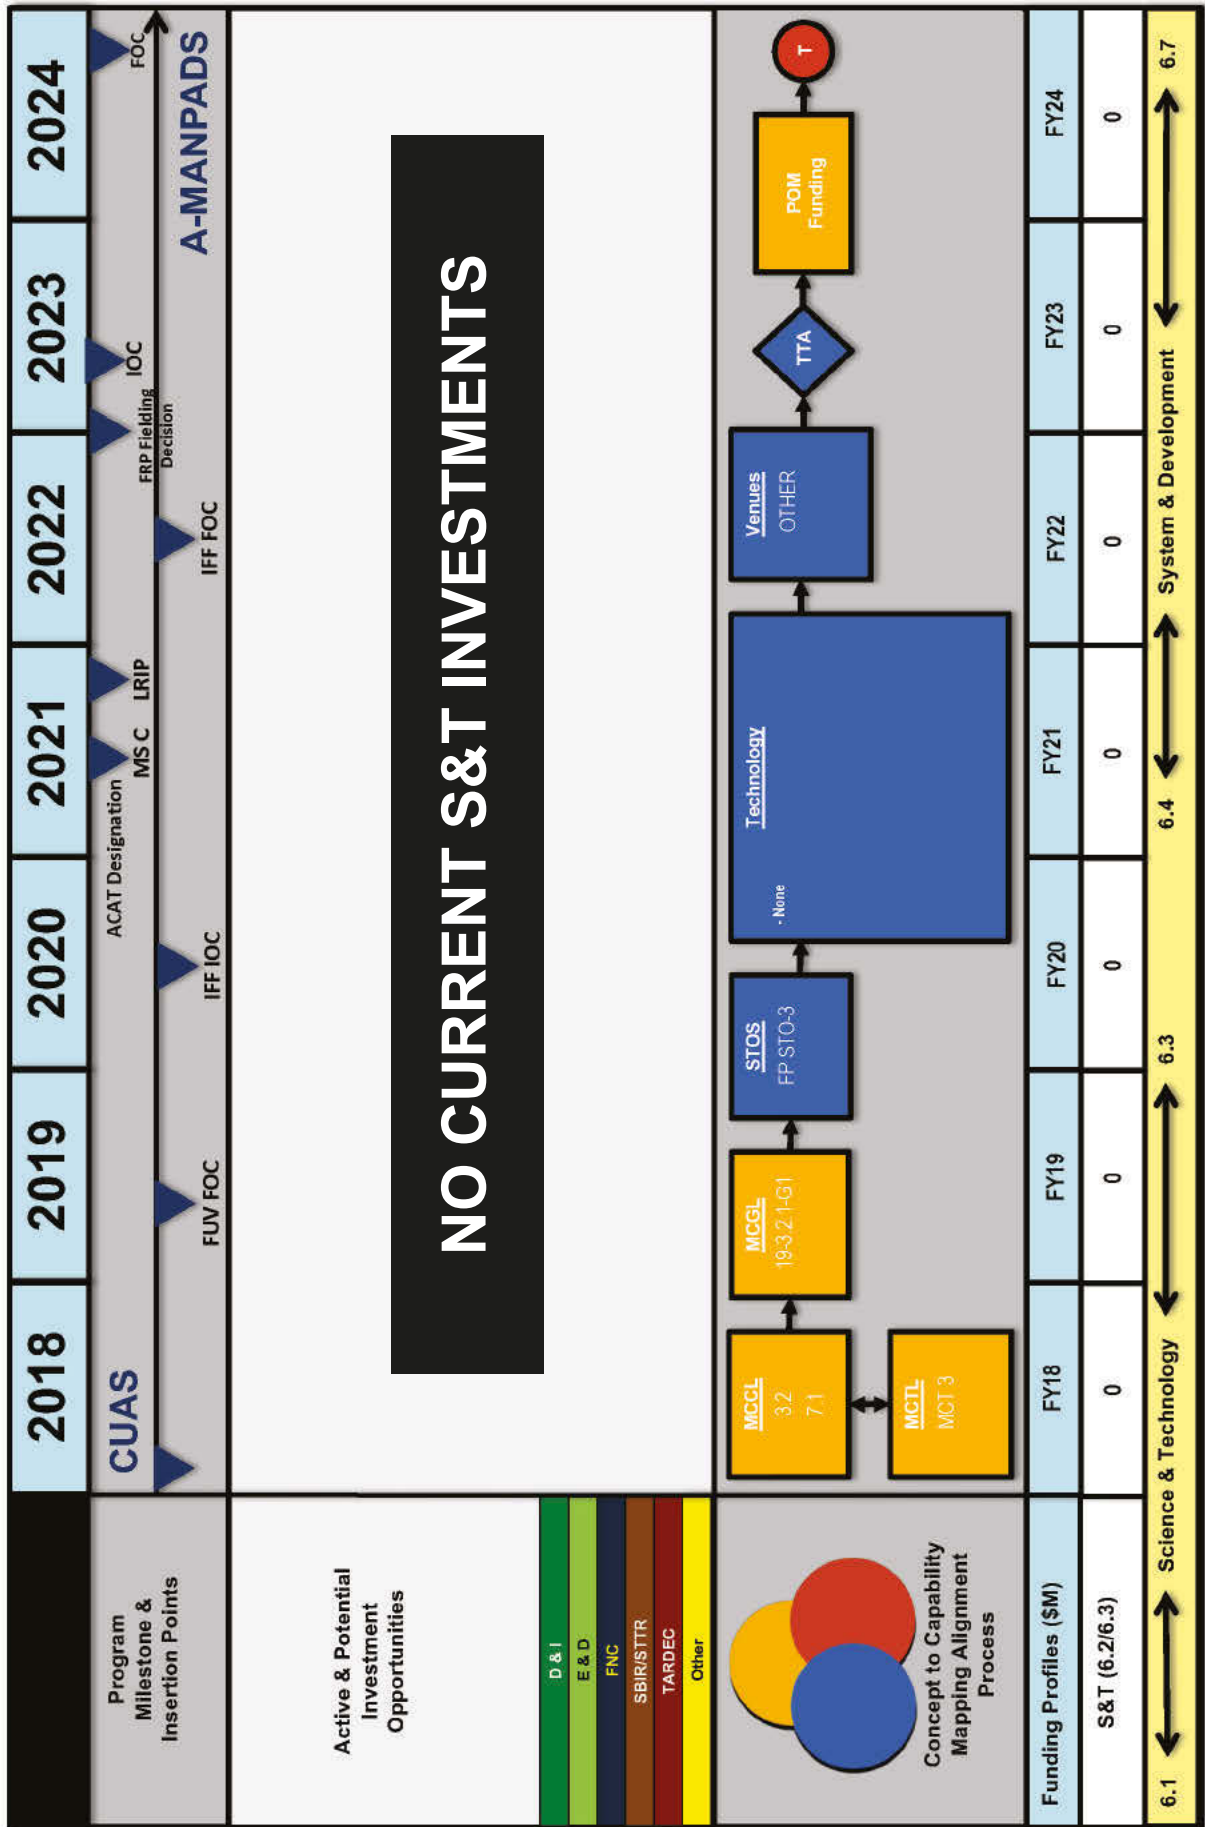 2018
2019
2020
2021
2022
2023
2024
Program
Milestone &
Insertion Points
CUAS
ACAT Designation
MS C
LRIP
FRP Fielding
Decision
IOC
FOC
A-MANPADS
FUV FOC
IFF IOC
IFF FOC
Active & Potential
Investment
Opportunities
NO CURRENT S&T INVESTMENTS
D & I
E & D
FNC
SBIR/STTR
TARDEC
Other
Concept to Capability
Mapping Alignment
Process
MCCL
3.2
7.1
MCTL
MCT 3
MCGL
19-3.2.1-G1
STOS
FP STO-3
Technology
- None
Venues
OTHER
TTA
POM
Funding
T
Funding Profiles ($M)
FY18
FY19
FY20
FY21
FY22
FY23
FY24
S&T (6.2/6.3)
0
0
0
0
0
0
0
6.1
Science & Technology
6.3
6.4
System & Development
6.7